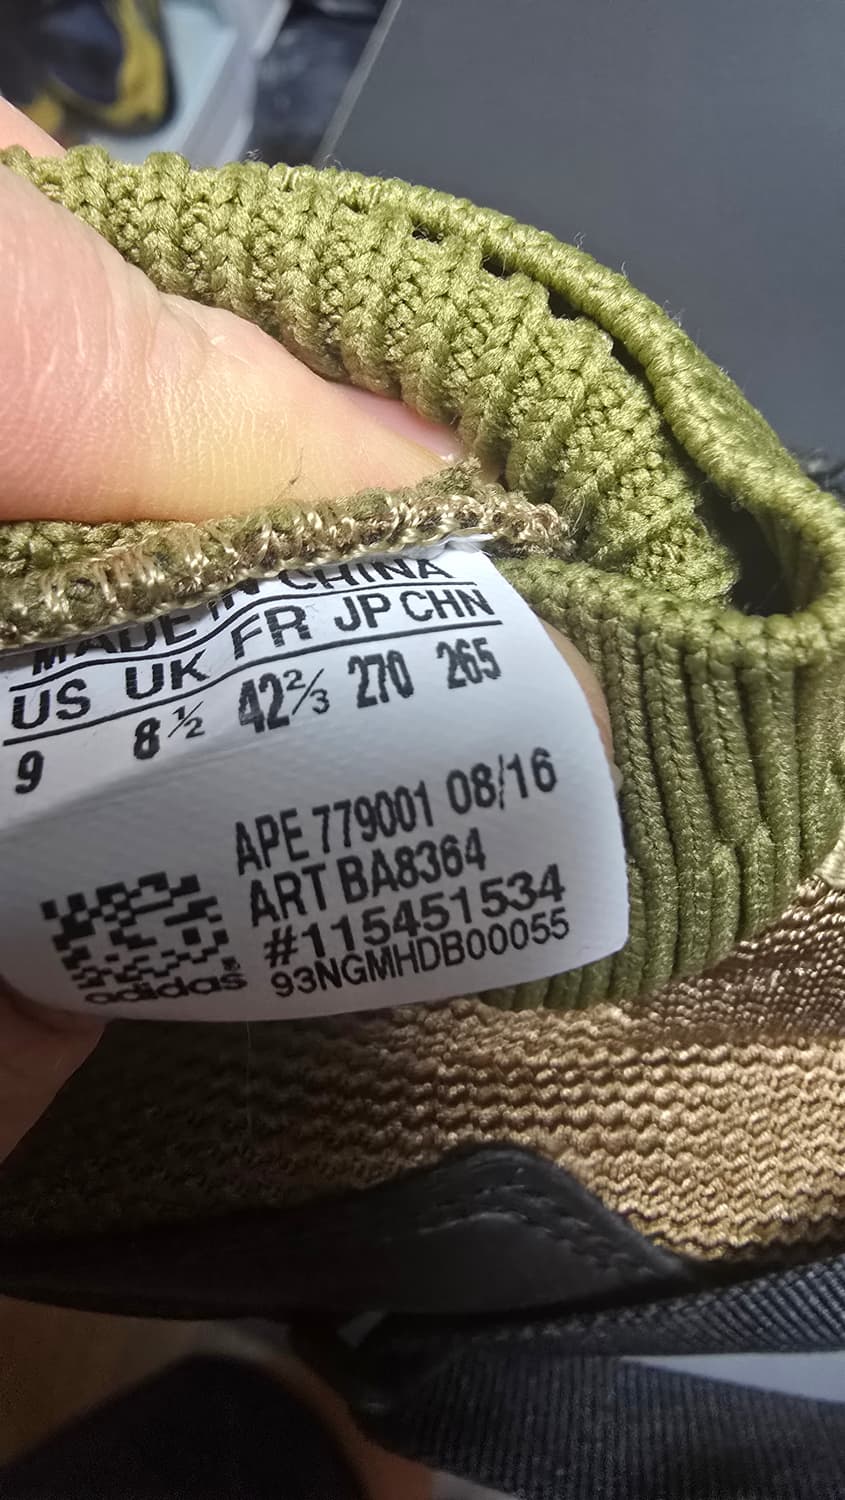 MADE IN CHINA
US UK FR JP CHN
9 8½ 42⅔ 270 265
APE 779001 08/16
ART BA8364
#115451534
93NGMHDB00055
adidas®